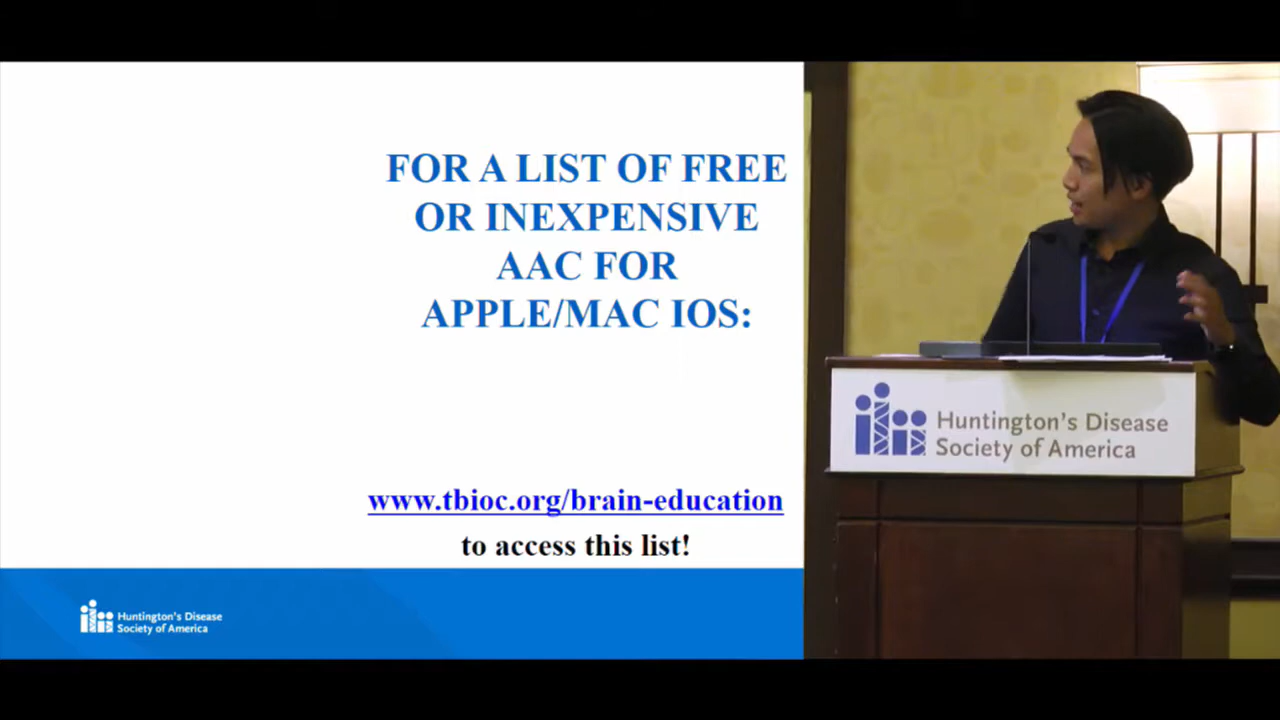 FOR A LIST OF FREE
OR INEXPENSIVE
AAC FOR
APPLE/MAC IOS:
www.tbioc.org/brain-education
to access this list!
Huntington's Disease
Society of America
Huntington's Disease
Society of America